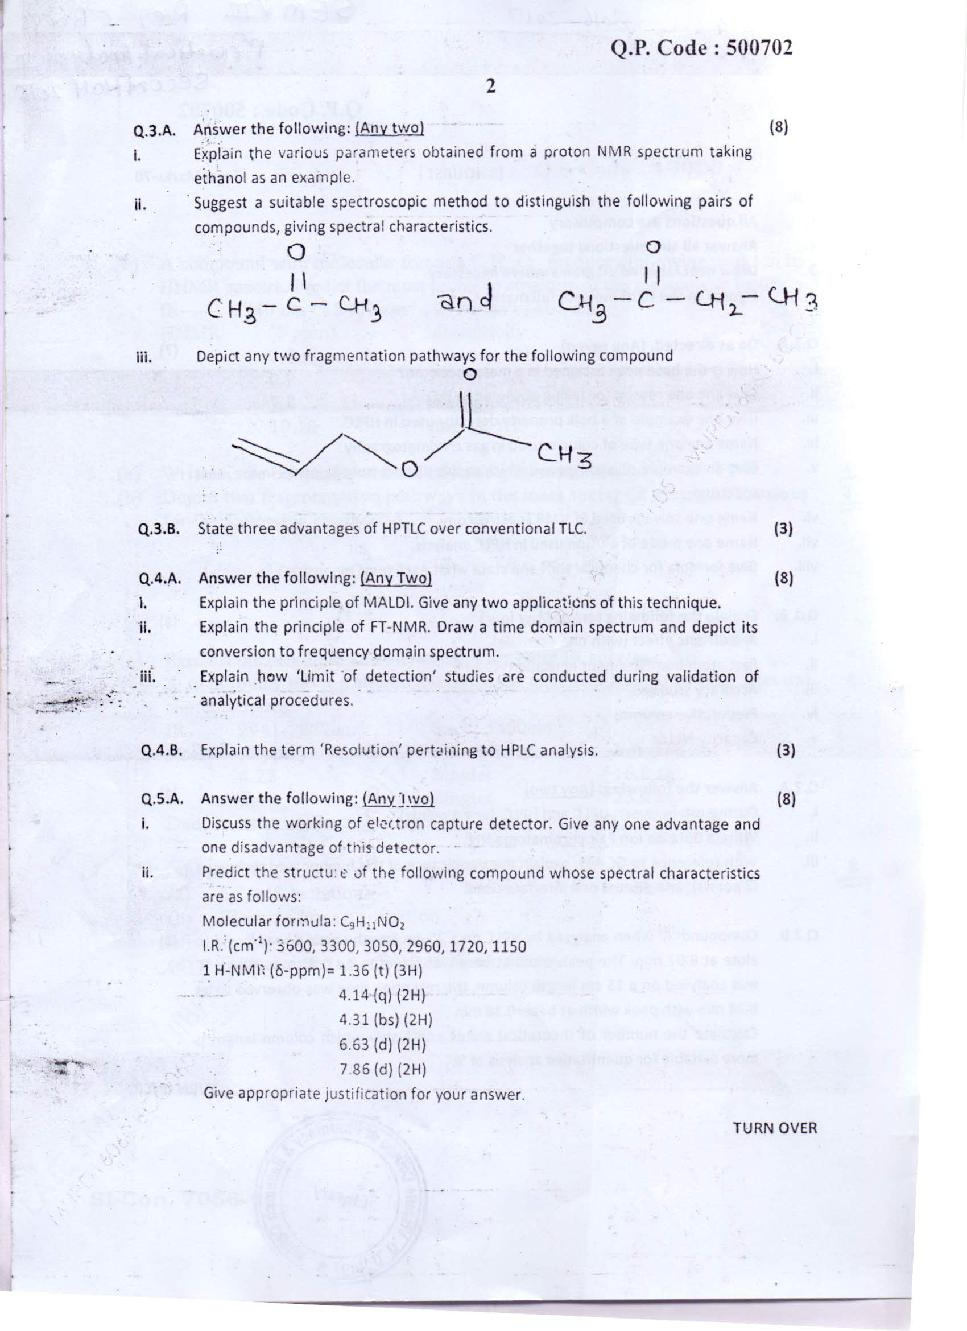 Q.P. Code : 500702
2
Q.3.A. Answer the following: (Any two) (8)
i. Explain the various parameters obtained from a proton NMR spectrum taking
ethanol as an example.
ii. Suggest a suitable spectroscopic method to distinguish the following pairs of
compounds, giving spectral characteristics.
O O
CH3 - C - CH3 and CH3 - C - CH2 - CH3
iii. Depict any two fragmentation pathways for the following compound
O
CH3
O
Q.3.B. State three advantages of HPTLC over conventional TLC. (3)
Q.4.A. Answer the following: (Any Two) (8)
i. Explain the principle of MALDI. Give any two applications of this technique.
ii. Explain the principle of FT-NMR. Draw a time domain spectrum and depict its
conversion to frequency domain spectrum.
iii. Explain how 'Limit of detection' studies are conducted during validation of
analytical procedures.
Q.4.B. Explain the term 'Resolution' pertaining to HPLC analysis. (3)
Q.5.A. Answer the following: (Any Two) (8)
i. Discuss the working of electron capture detector. Give any one advantage and
one disadvantage of this detector.
ii. Predict the structure of the following compound whose spectral characteristics
are as follows:
Molecular formula: C₉H₁₁NO₂
I.R. (cm⁻¹): 3600, 3300, 3050, 2960, 1720, 1150
1 H-NMR (δ-ppm)= 1.36 (t) (3H)
4.14 (q) (2H)
4.31 (bs) (2H)
6.63 (d) (2H)
7.86 (d) (2H)
Give appropriate justification for your answer.
TURN OVER